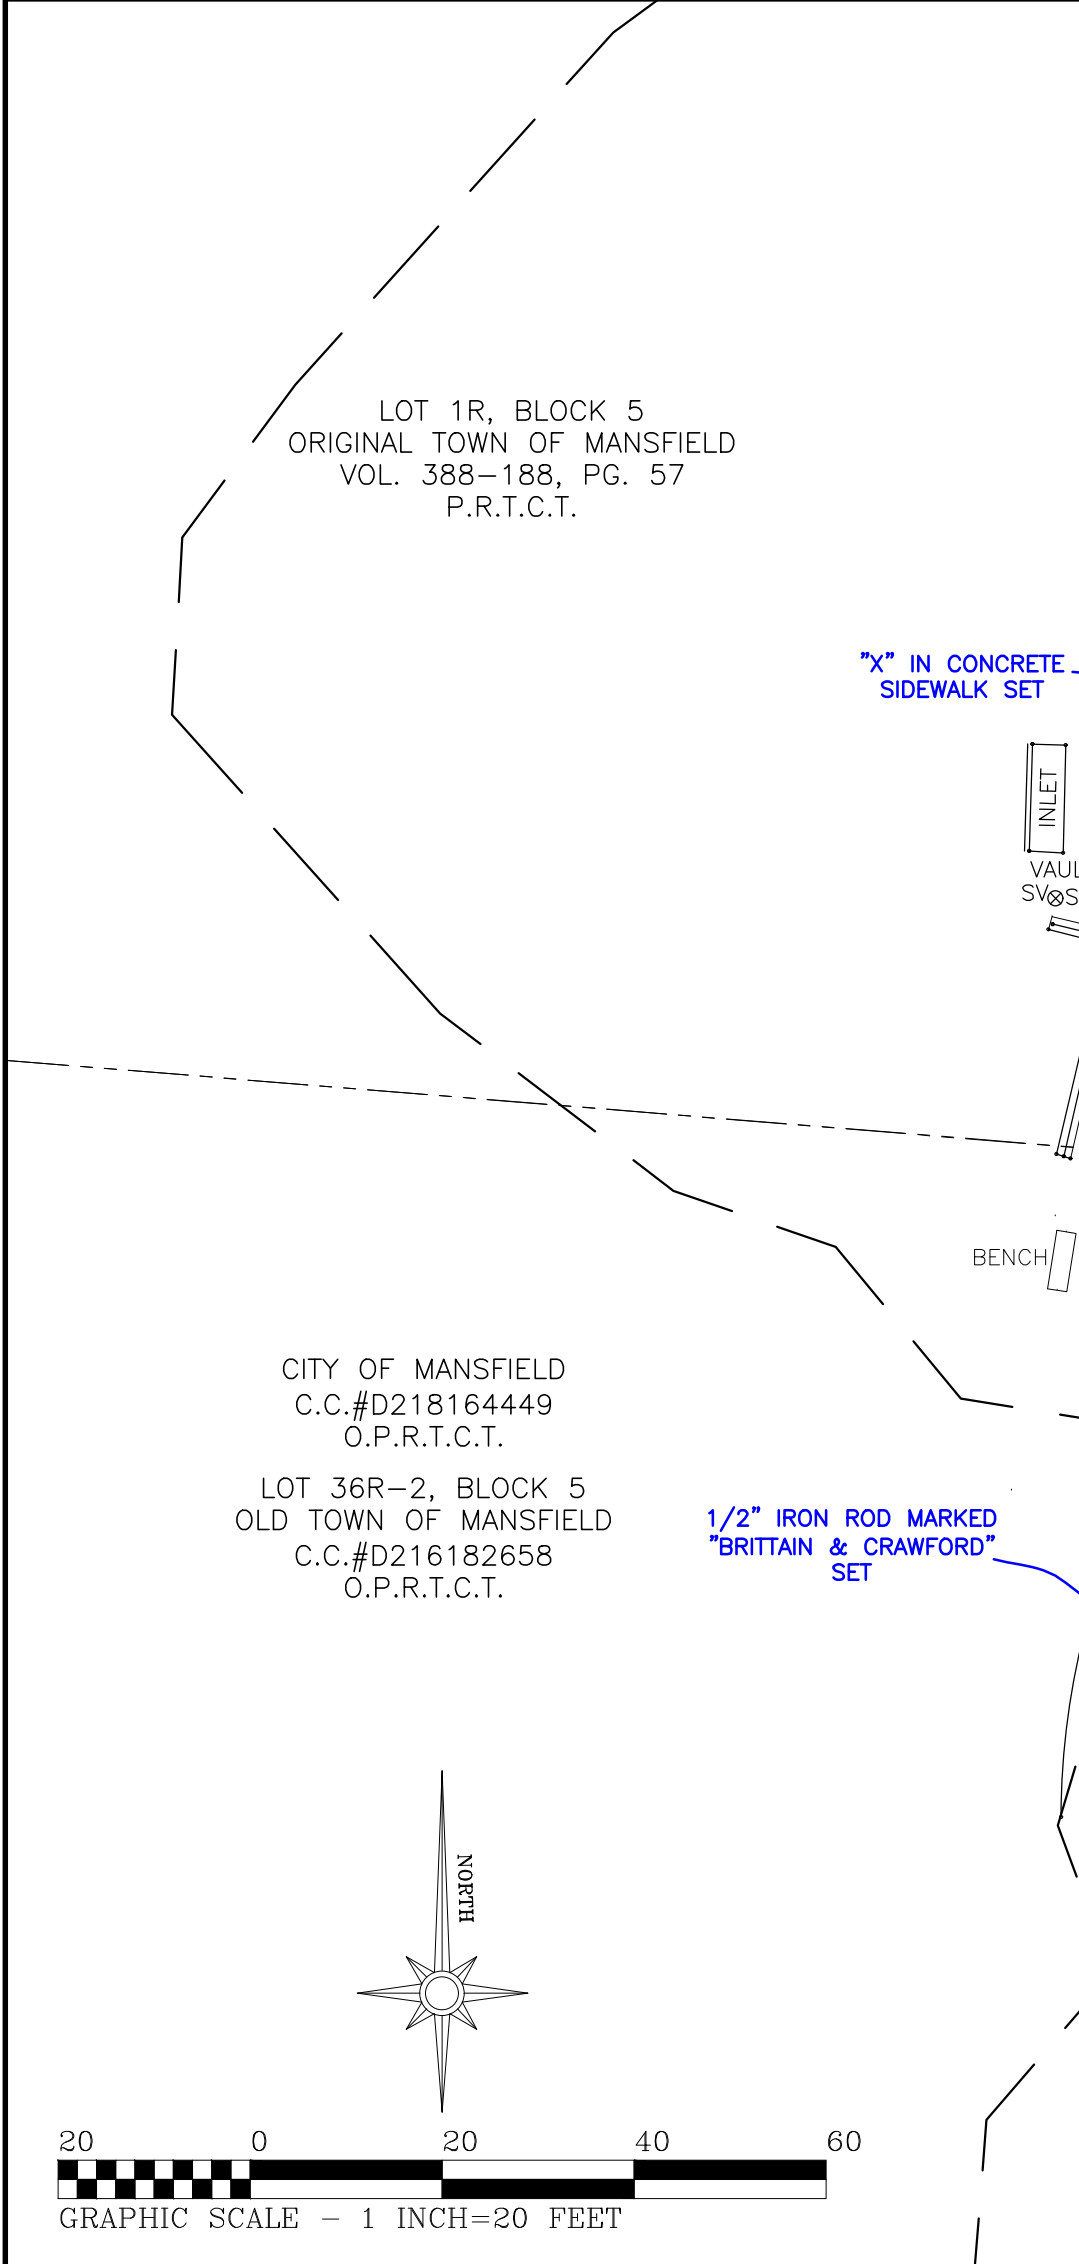 LOT 1R, BLOCK 5
ORIGINAL TOWN OF MANSFIELD
VOL. 388-188, PG. 57
P.R.T.C.T.
"X" IN CONCRETE
SIDEWALK SET
INLET
VAUL
SV S
BENCH
CITY OF MANSFIELD
C.C.#D218164449
O.P.R.T.C.T.
LOT 36R-2, BLOCK 5
OLD TOWN OF MANSFIELD
C.C.#D216182658
O.P.R.T.C.T.
1/2" IRON ROD MARKED
"BRITTAIN & CRAWFORD"
SET
NORTH
20 0 20 40 60
GRAPHIC SCALE - 1 INCH=20 FEET